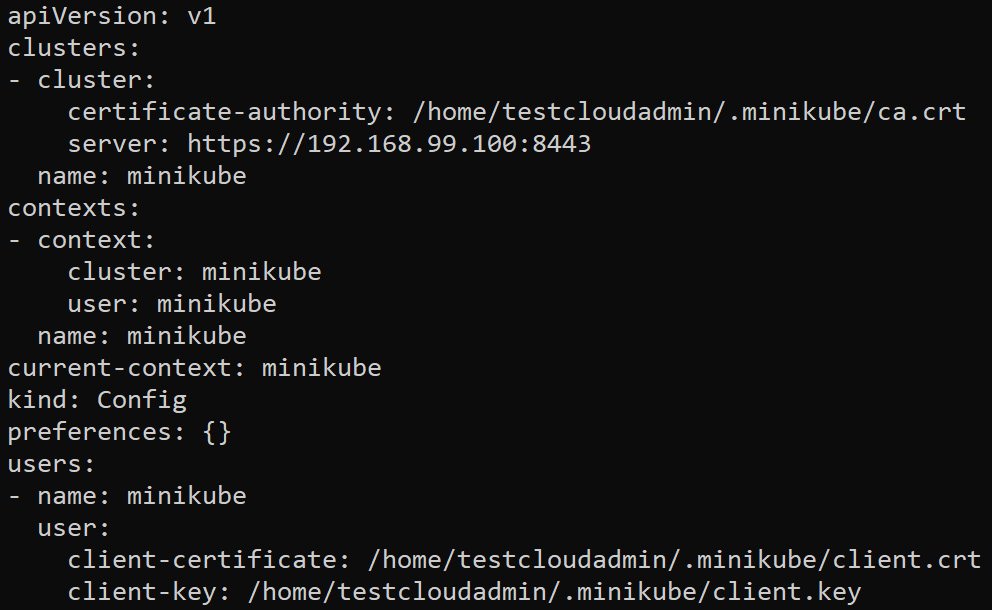 apiVersion: v1
clusters:
- cluster:
    certificate-authority: /home/testcloudadmin/.minikube/ca.crt
    server: https://192.168.99.100:8443
  name: minikube
contexts:
- context:
    cluster: minikube
    user: minikube
  name: minikube
current-context: minikube
kind: Config
preferences: {}
users:
- name: minikube
  user:
    client-certificate: /home/testcloudadmin/.minikube/client.crt
    client-key: /home/testcloudadmin/.minikube/client.key